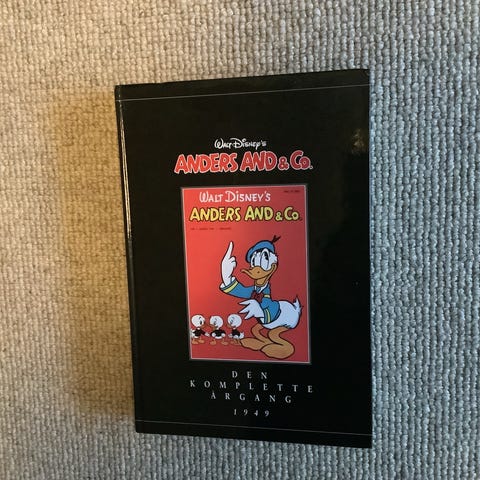 Walt Disney's
ANDERS AND & Co.
WALT DISNEY'S
ANDERS AND & Co.
DEN
KOMPLETTE
ÅRGANG
1949